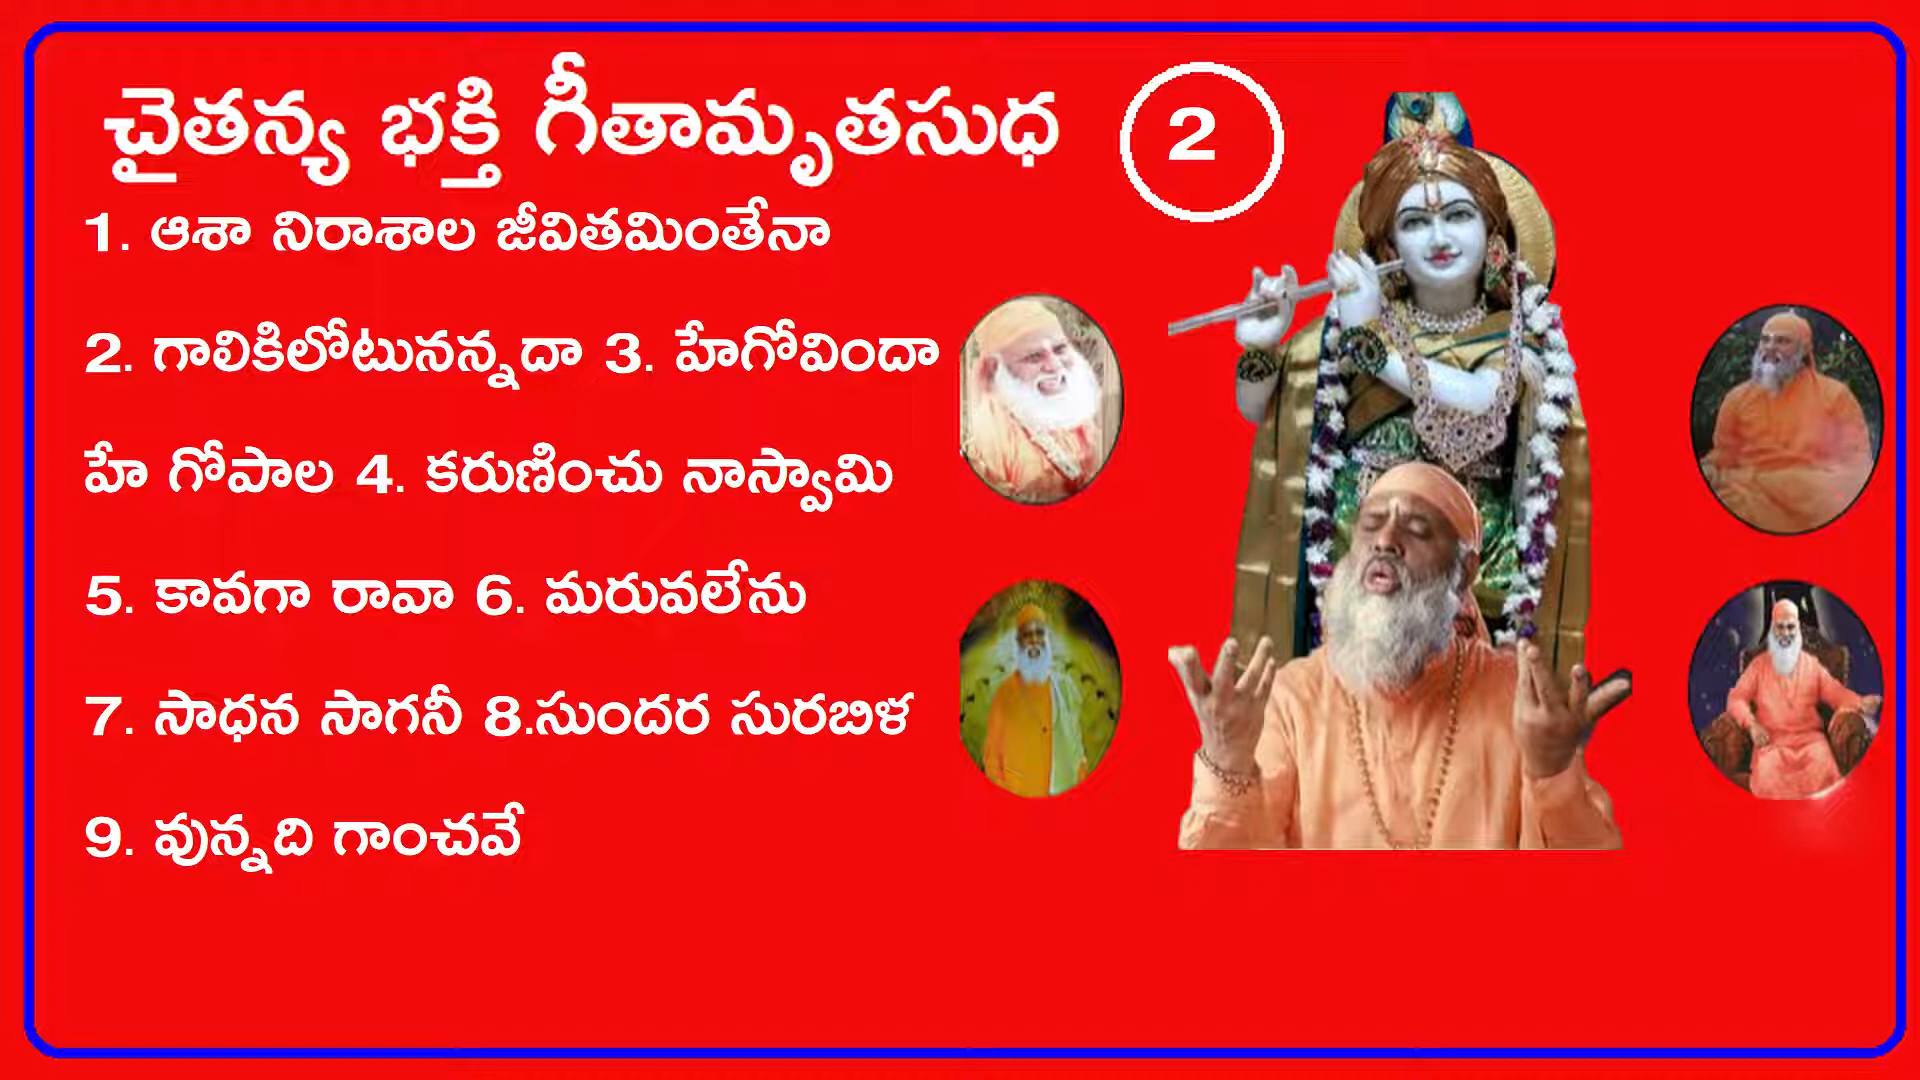 చైతన్య భక్తి గీతామృతసుధ 2
1. ఆశా నిరాశాల జీవితమింతేనా
2. గాలికిలోటునన్నదా 3. హేగోవిందా
హే గోపాల 4. కరుణించు నాస్వామి
5. కావగా రావా 6. మరువలేను
7. సాధన సాగనీ 8.సుందర సురబిళ
9. వున్నది గాంచవే